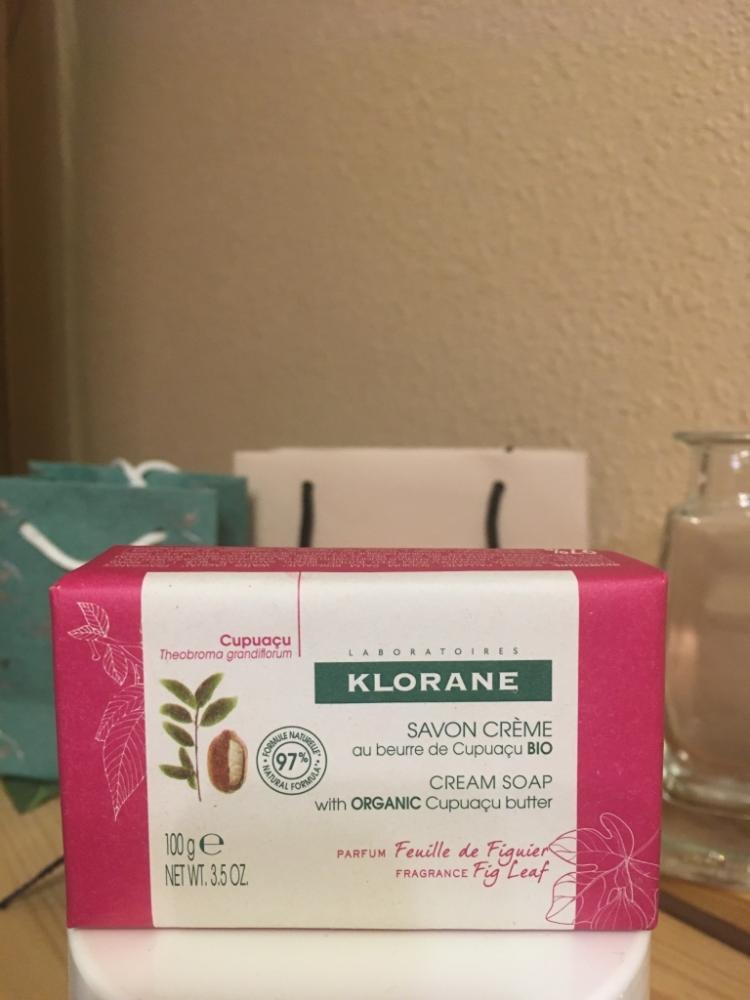 Cupuaçu
Theobroma grandiflorum
LABORATOIRES
KLORANE
SAVON CRÈME
au beurre de Cupuaçu BIO
FORMULE NATURELLE*
97%
NATURAL FORMULA*
CREAM SOAP
with ORGANIC Cupuaçu butter
100 g ℮
NET WT. 3.5 OZ.
PARFUM Feuille de Figuier
FRAGRANCE Fig Leaf